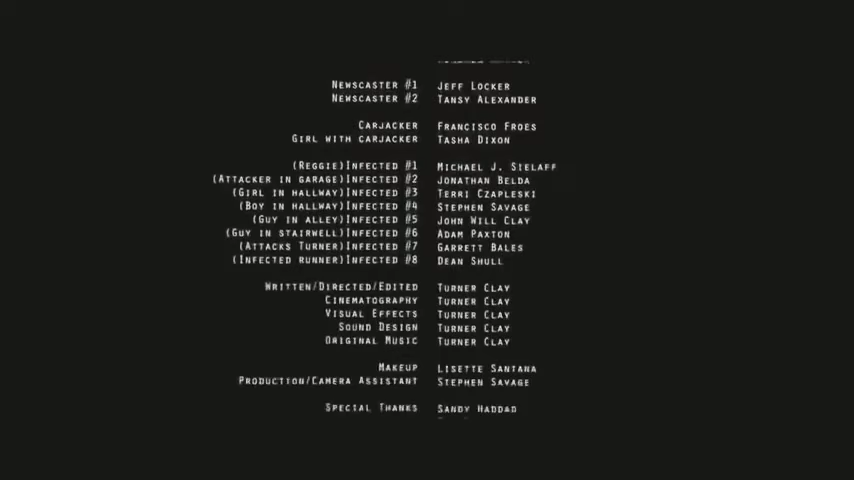 Newscaster #1 Jeff Locker
Newscaster #2 Tansy Alexander
Carjacker Francisco Froes
Girl with carjacker Tasha Dixon
(Reggie)Infected #1 Michael J. Sielaff
(Attacker in garage)Infected #2 Jonathan Belda
(Girl in hallway)Infected #3 Terri Czapleski
(Boy in hallway)Infected #4 Stephen Savage
(Guy in alley)Infected #5 John Will Clay
(Guy in stairwell)Infected #6 Adam Paxton
(Attacks Turner)Infected #7 Garrett Bales
(Infected runner)Infected #8 Dean Shull
Written/Directed/Edited Turner Clay
Cinematography Turner Clay
Visual Effects Turner Clay
Sound Design Turner Clay
Original Music Turner Clay
Makeup Lisette Santana
Production/Camera Assistant Stephen Savage
Special Thanks Sandy Haddad